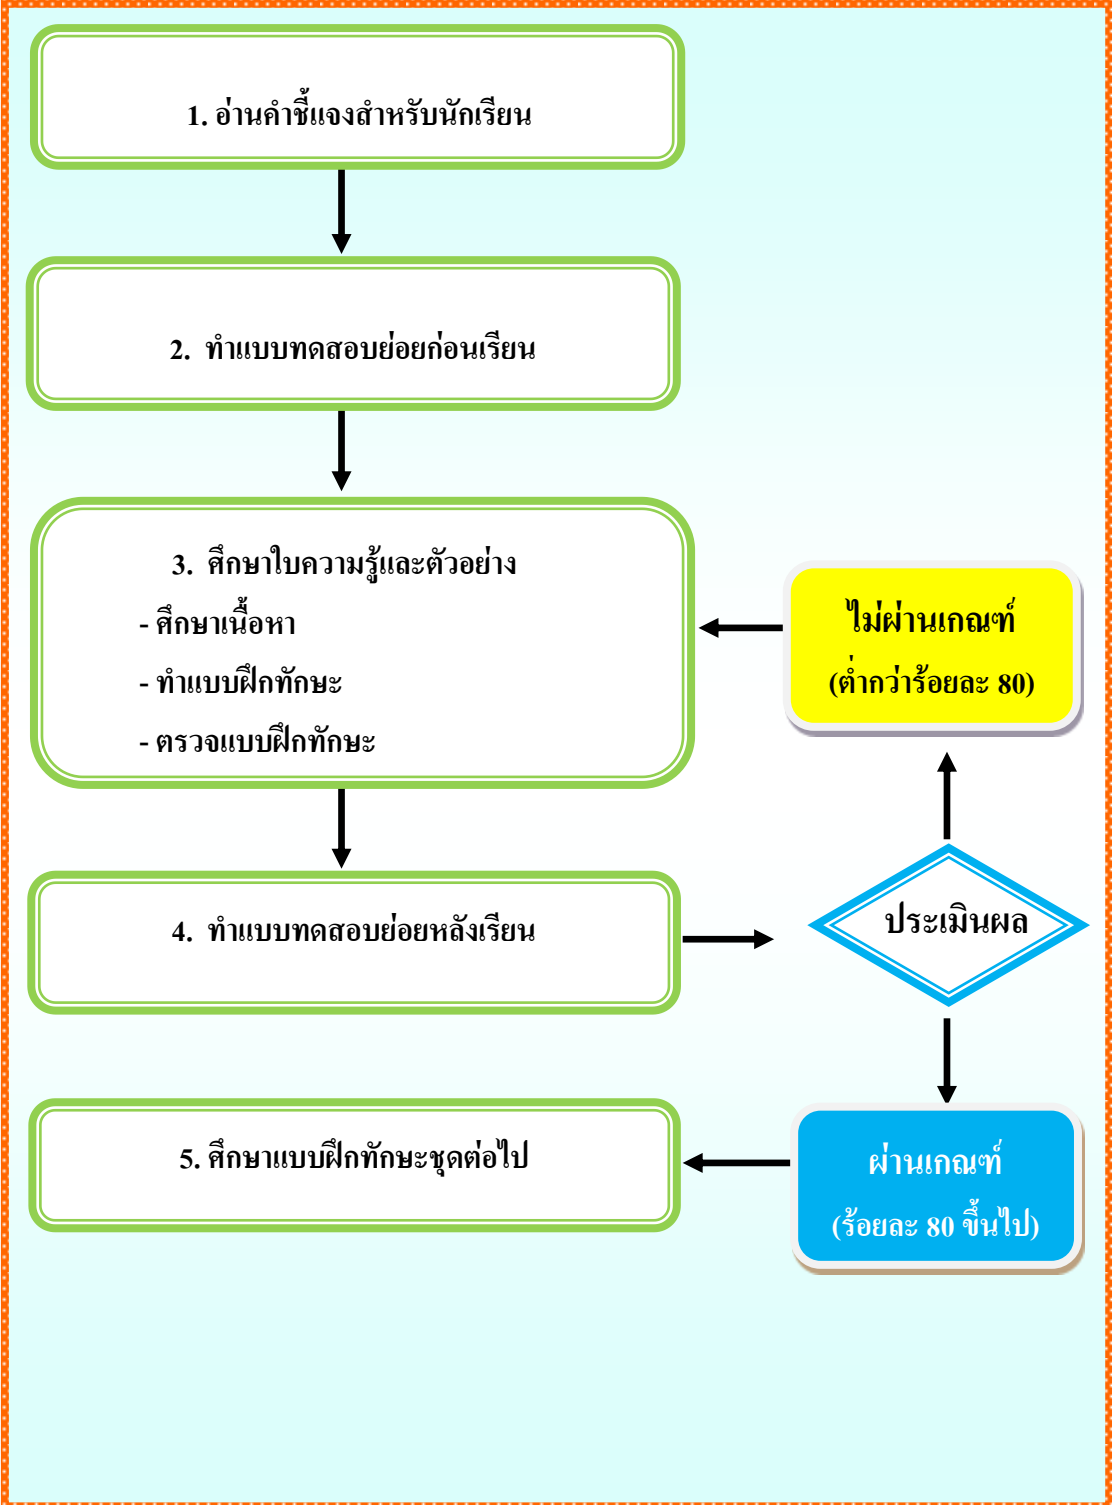 1. อ่านคำชี้แจงสำหรับนักเรียน
2. ทำแบบทดสอบย่อยก่อนเรียน
3. ศึกษาใบความรู้และตัวอย่าง
- ศึกษาเนื้อหา
- ทำแบบฝึกทักษะ
- ตรวจแบบฝึกทักษะ
ไม่ผ่านเกณฑ์
(ต่ำกว่าร้อยละ 80)
4. ทำแบบทดสอบย่อยหลังเรียน
ประเมินผล
5. ศึกษาแบบฝึกทักษะชุดต่อไป
ผ่านเกณฑ์
(ร้อยละ 80 ขึ้นไป)